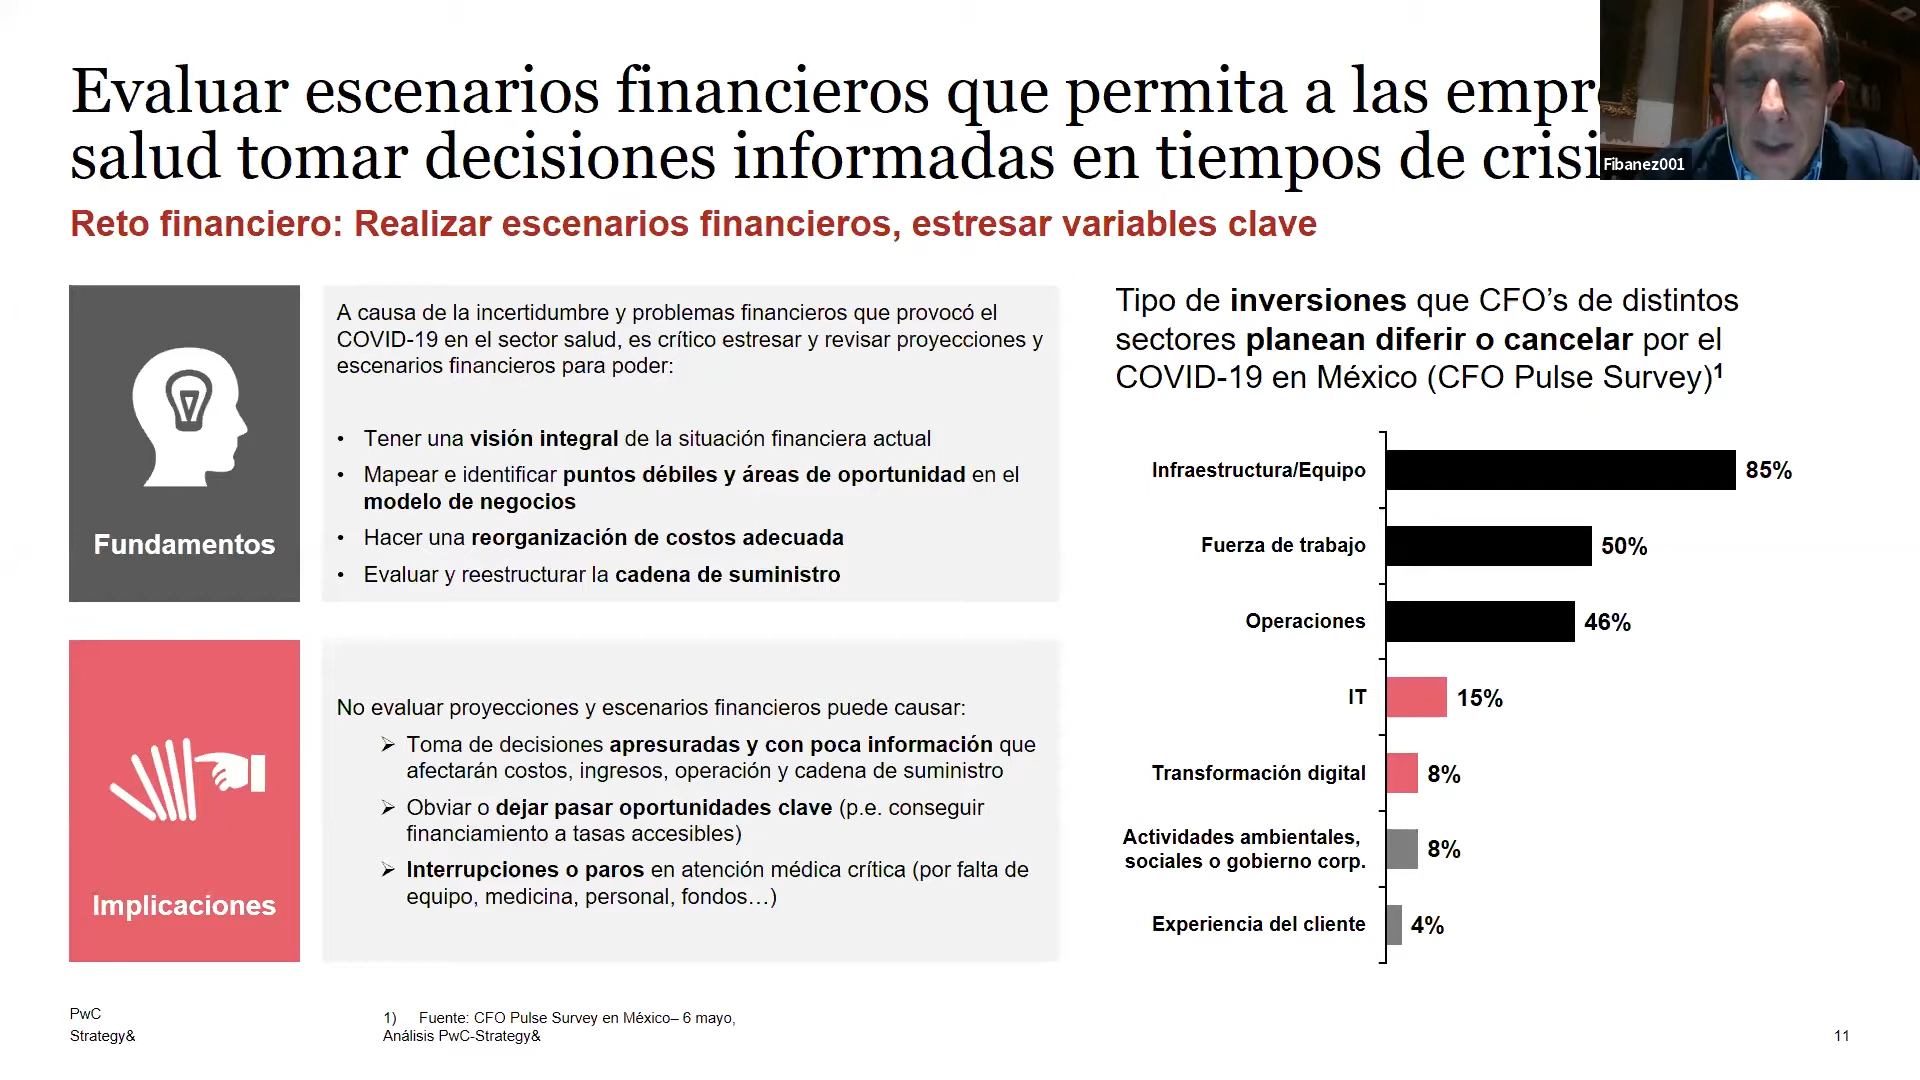 Evaluar escenarios financieros que permita a las
salud tomar decisiones informadas en tiempos de
Fibanez001
Reto financiero: Realizar escenarios financieros, estresar variables clave
Fundamentos
A causa de la incertidumbre y problemas financieros que provocó el
COVID-19 en el sector salud, es crítico estresar y revisar proyecciones y
escenarios financieros para poder:
• Tener una visión integral de la situación financiera actual
• Mapear e identificar puntos débiles y áreas de oportunidad en el
modelo de negocios
• Hacer una reorganización de costos adecuada
• Evaluar y reestructurar la cadena de suministro
Implicaciones
No evaluar proyecciones y escenarios financieros puede causar:
➢ Toma de decisiones apresuradas y con poca información que
afectarán costos, ingresos, operación y cadena de suministro
➢ Obviar o dejar pasar oportunidades clave (p.e. conseguir
financiamiento a tasas accesibles)
➢ Interrupciones o paros en atención médica crítica (por falta de
equipo, medicina, personal, fondos…)
Tipo de inversiones que CFO’s de distintos
sectores planean diferir o cancelar por el
COVID-19 en México (CFO Pulse Survey)¹
Infraestructura/Equipo 85%
Fuerza de trabajo 50%
Operaciones 46%
IT 15%
Transformación digital 8%
Actividades ambientales,
sociales o gobierno corp. 8%
Experiencia del cliente 4%
PwC
Strategy&
1) Fuente: CFO Pulse Survey en México– 6 mayo,
Análisis PwC-Strategy&
11